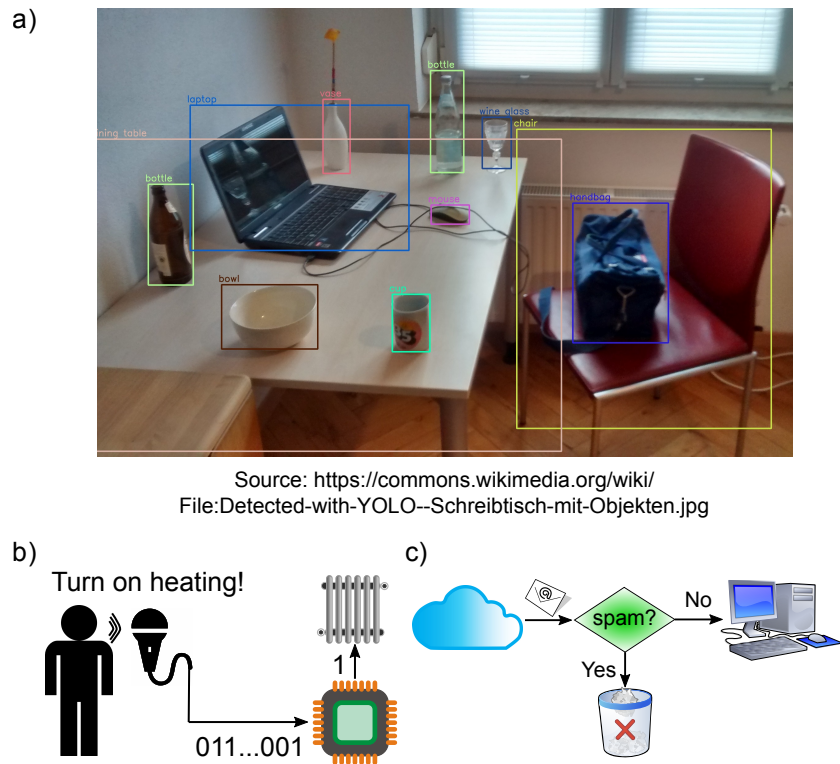 a)
bottle
vase
laptop
wine glass
chair
ning table
bottle
handbag
mouse
bowl
cup
Source: https://commons.wikimedia.org/wiki/
File:Detected-with-YOLO--Schreibtisch-mit-Objekten.jpg
b)
Turn on heating!
1
011...001
c)
@
spam?
No
Yes